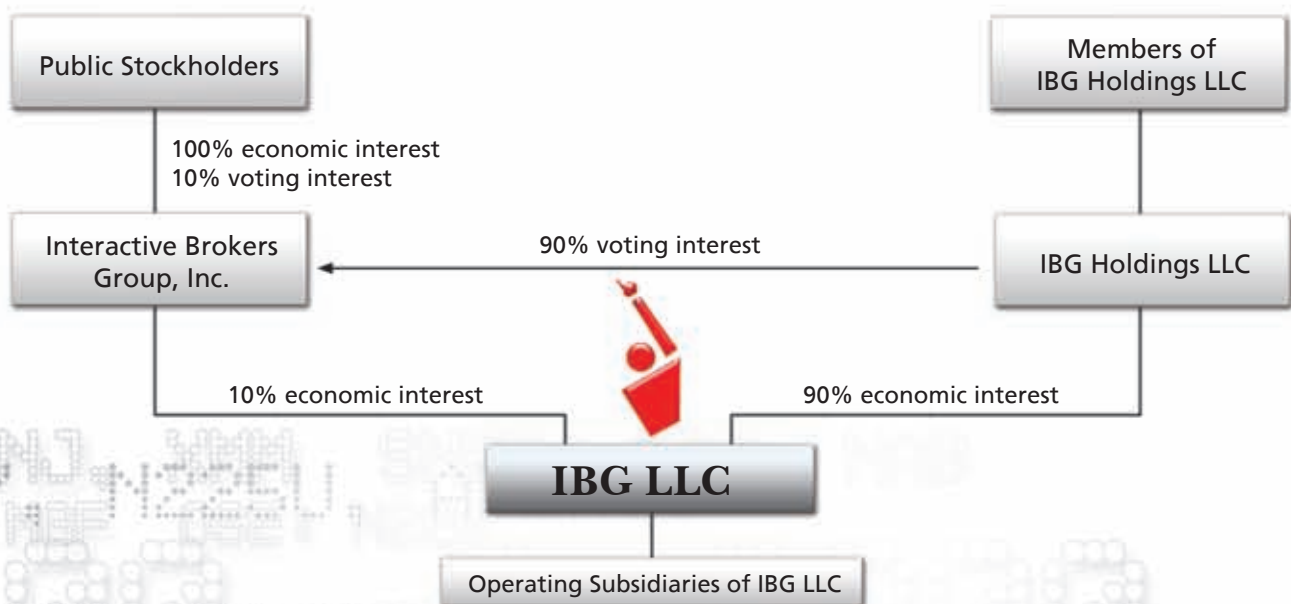 Public Stockholders
Members of
IBG Holdings LLC
100% economic interest
10% voting interest
Interactive Brokers
Group, Inc.
90% voting interest
IBG Holdings LLC
10% economic interest
90% economic interest
IBG LLC
Operating Subsidiaries of IBG LLC